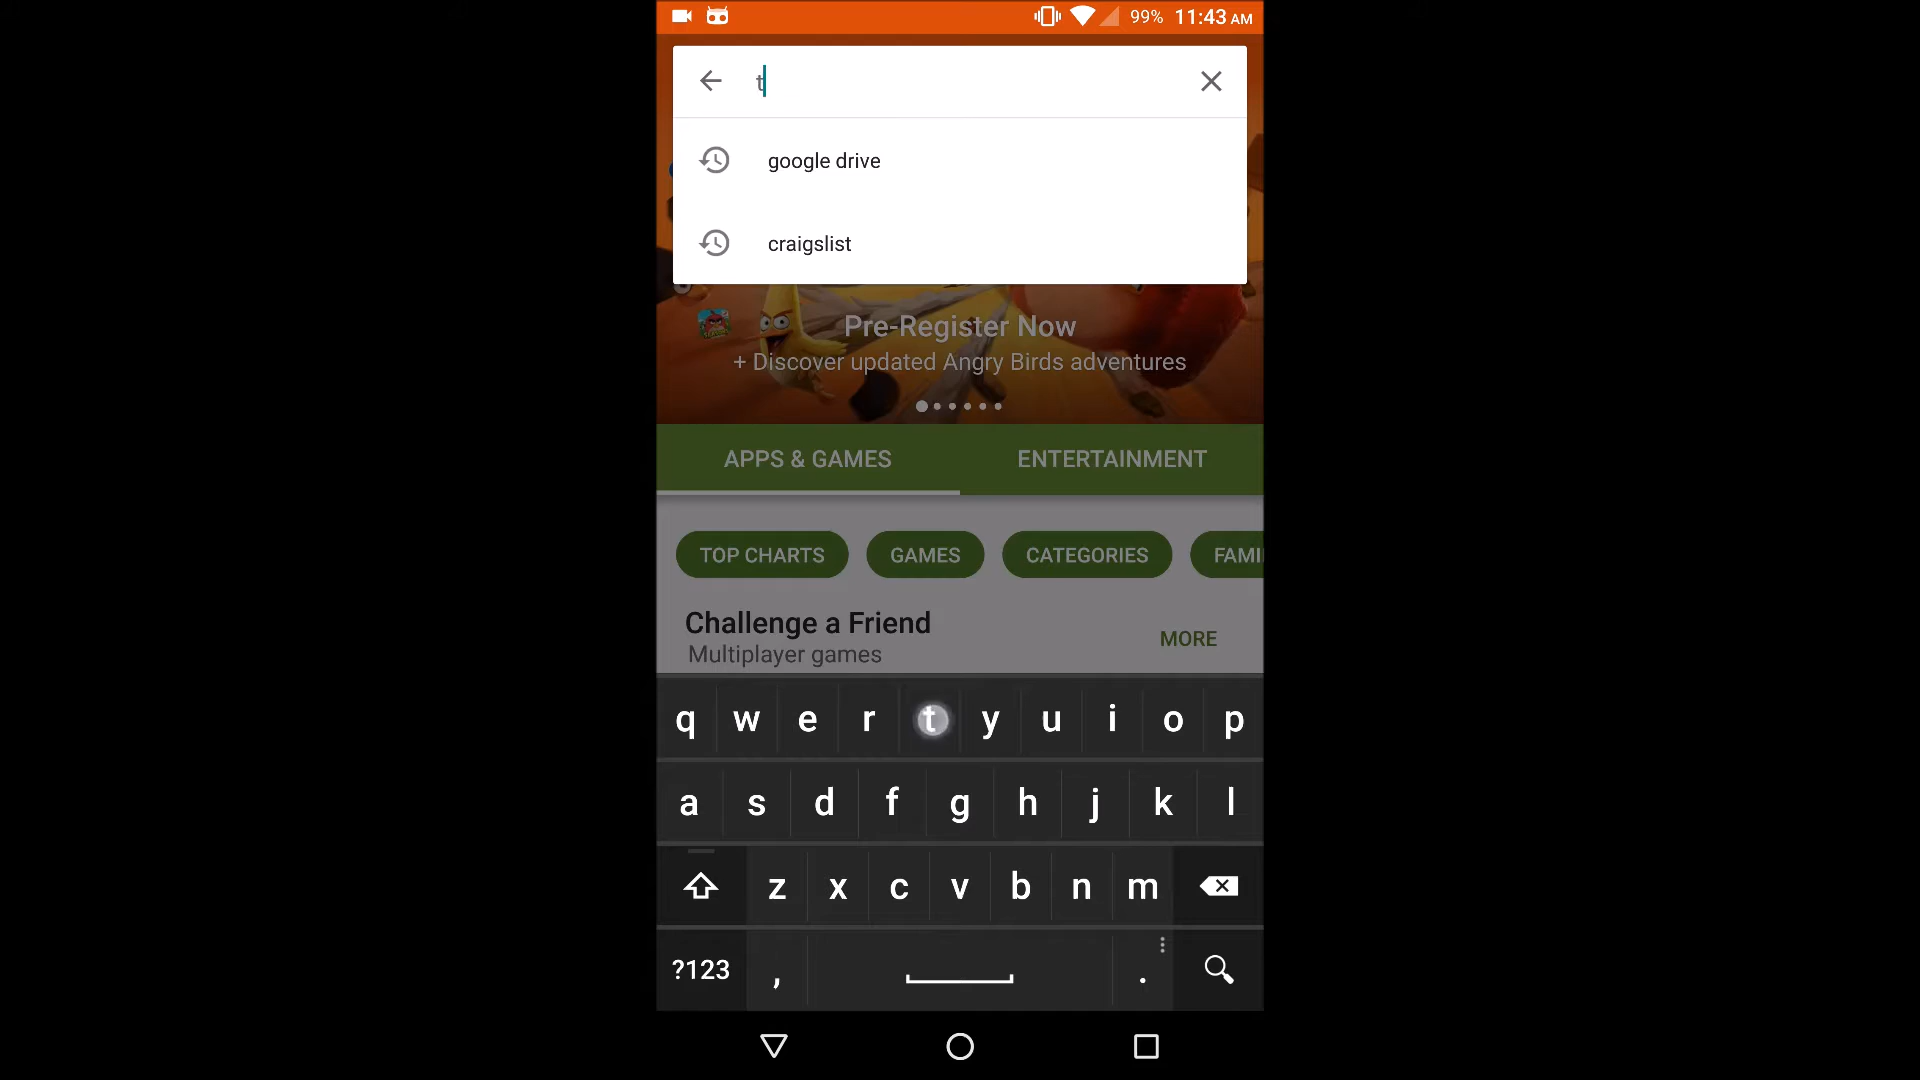 99% 11:43 AM
t
google drive
craigslist
Pre-Register Now
+ Discover updated Angry Birds adventures
APPS & GAMES ENTERTAINMENT
TOP CHARTS GAMES CATEGORIES FAMI
Challenge a Friend
MORE
Multiplayer games
q w e r t y u i o p
a s d f g h j k l
z x c v b n m
?123 , .